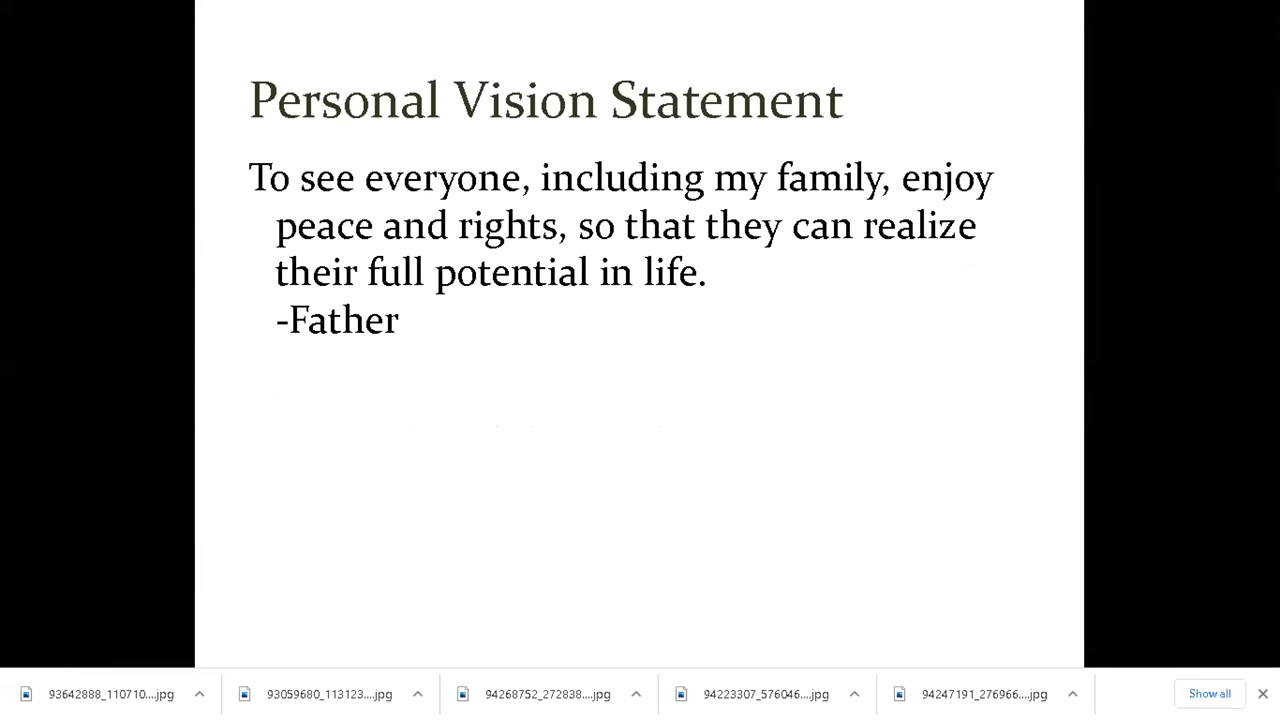 Personal Vision Statement
To see everyone, including my family, enjoy
peace and rights, so that they can realize
their full potential in life.
-Father
93642888_110710....jpg
93059680_113123....jpg
94268752_272838....jpg
94223307_576046....jpg
94247191_276966....jpg
Show all